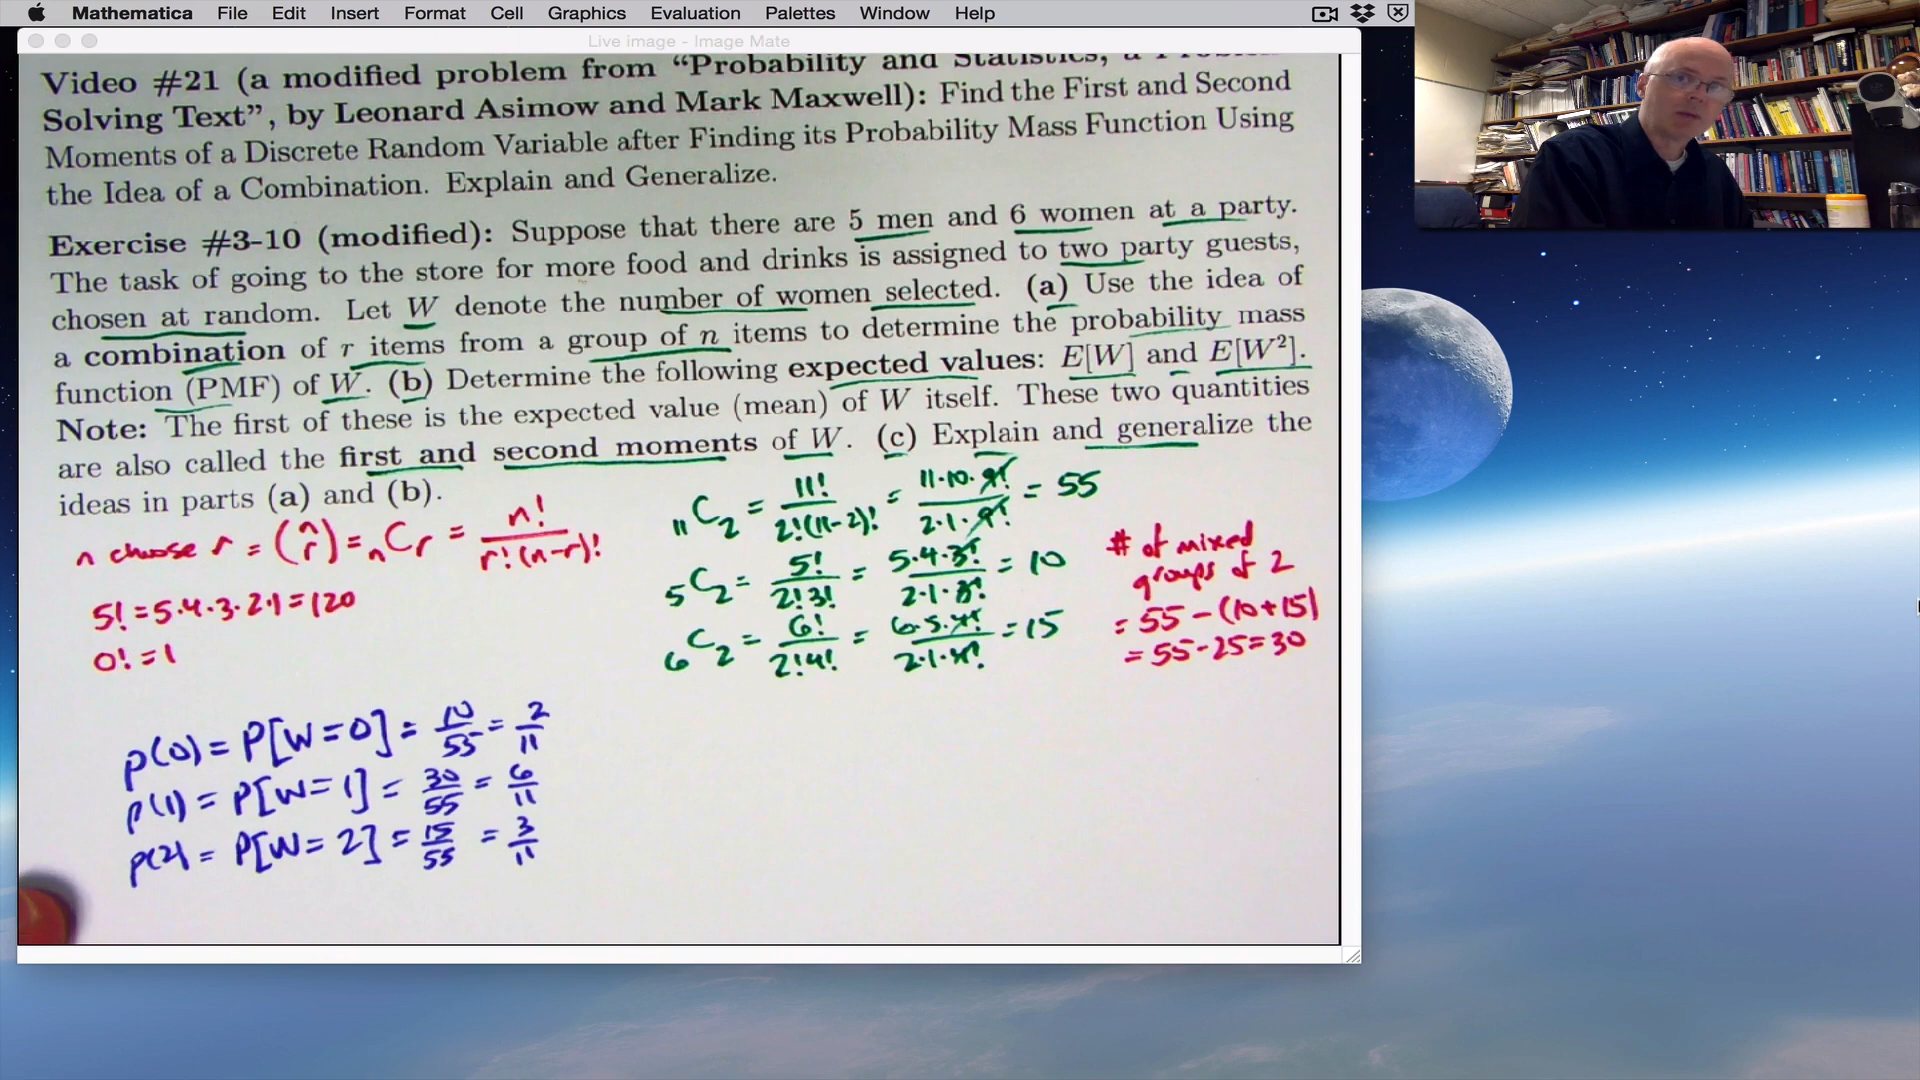 Mathematica File Edit Insert Format Cell Graphics Evaluation Palettes Window Help
Live image - Image Mate
Video #21 (a modified problem from “Probability and Statistics, a Problem
Solving Text”, by Leonard Asimow and Mark Maxwell): Find the First and Second
Moments of a Discrete Random Variable after Finding its Probability Mass Function Using
the Idea of a Combination. Explain and Generalize.
Exercise #3-10 (modified): Suppose that there are 5 men and 6 women at a party.
The task of going to the store for more food and drinks is assigned to two party guests,
chosen at random. Let W denote the number of women selected. (a) Use the idea of
a combination of r items from a group of n items to determine the probability mass
function (PMF) of W. (b) Determine the following expected values: E[W] and E[W²].
Note: The first of these is the expected value (mean) of W itself. These two quantities
are also called the first and second moments of W. (c) Explain and generalize the
ideas in parts (a) and (b).
n choose r = (n r) = nCr = n!/r!(n-r)!
5! = 5·4·3·2·1 = 120
0! = 1
11C2 = 11!/2!(11-2)! = 11·10·9!/2·1·9! = 55
5C2 = 5!/2!3! = 5·4·3!/2·1·3! = 10
6C2 = 6!/2!4! = 6·5·4!/2·1·4! = 15
# of mixed
groups of 2
= 55 - (10+15)
= 55-25 = 30
p(0) = P[W=0] = 10/55 = 2/11
p(1) = P[W=1] = 30/55 = 6/11
p(2) = P[W=2] = 15/55 = 3/11